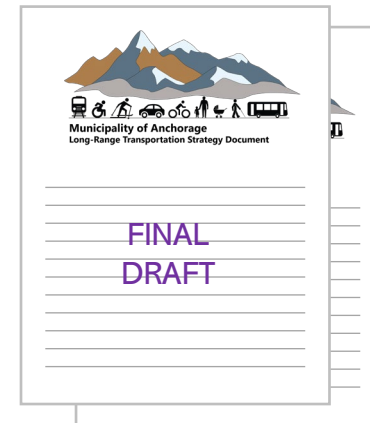 Municipality of Anchorage
Long-Range Transportation Strategy Document
FINAL
DRAFT